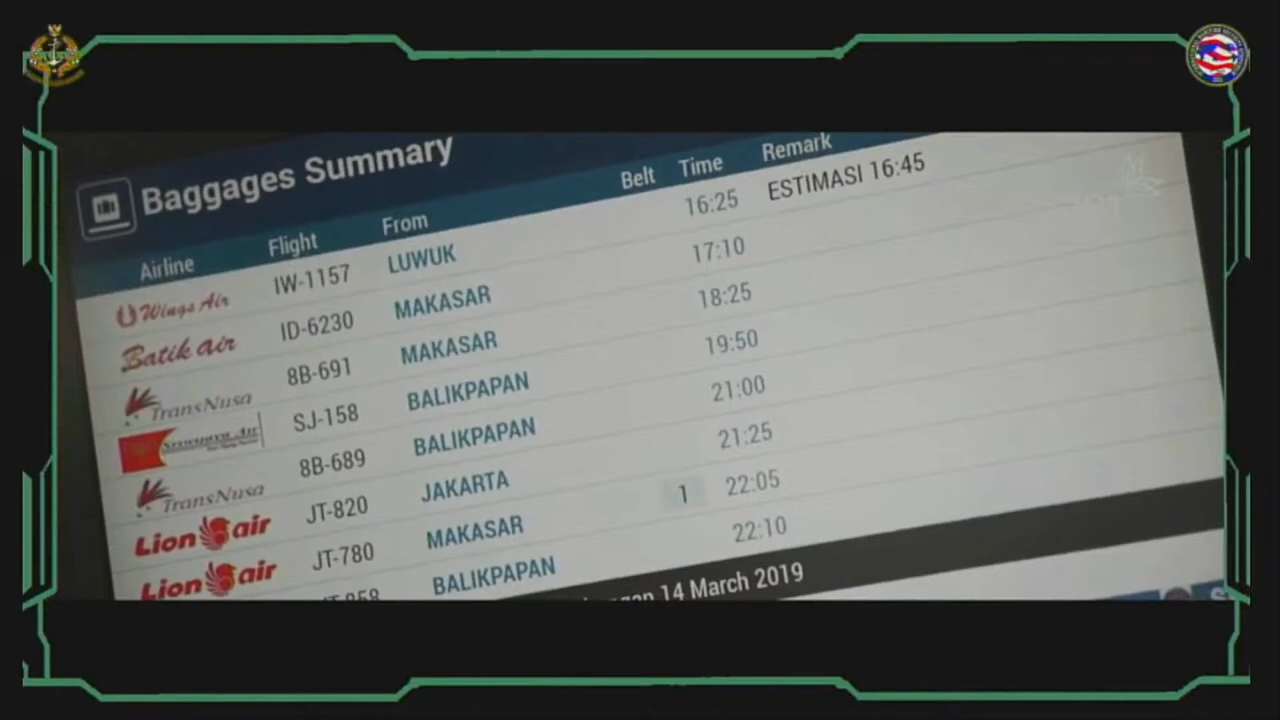 Baggages Summary
Airline Flight From Belt Time Remark
Wings Air IW-1157 LUWUK 16:25 ESTIMASI 16:45
Batik air ID-6230 MAKASAR 17:10
TransNusa 8B-691 MAKASAR 18:25
Sriwijaya Air SJ-158 BALIKPAPAN 19:50
TransNusa 8B-689 BALIKPAPAN 21:00
Lion air JT-820 JAKARTA 21:25
Lion air JT-780 MAKASAR 1 22:05
BALIKPAPAN 22:10
14 March 2019